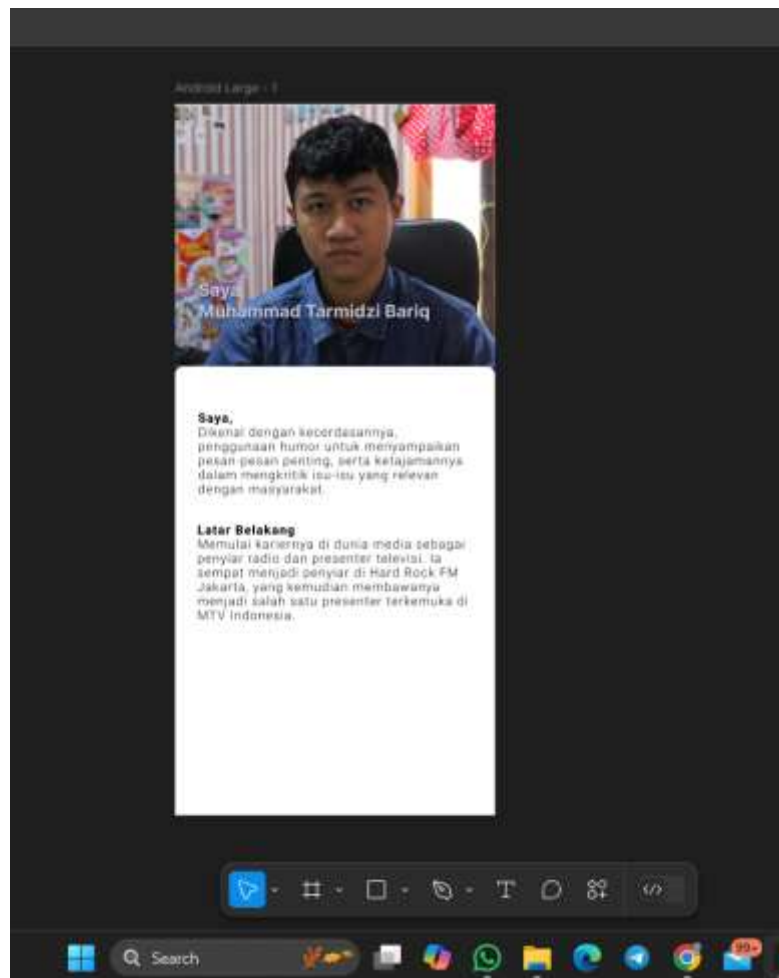 Android Large - 1
Saya
Muhammad Tarmidzi Bariq
Saya,
Dikenal dengan kecerdasannya,
penggunaan humor untuk menyampaikan
pesan-pesan penting, serta ketajamannya
dalam mengkritik isu-isu yang relevan
dengan masyarakat.
Latar Belakang
Memulai kariernya di dunia media sebagai
penyiar radio dan presenter televisi. Ia
sempat menjadi penyiar di Hard Rock FM
Jakarta, yang kemudian membawanya
menjadi salah satu presenter terkemuka di
MTV Indonesia.
Search
99+